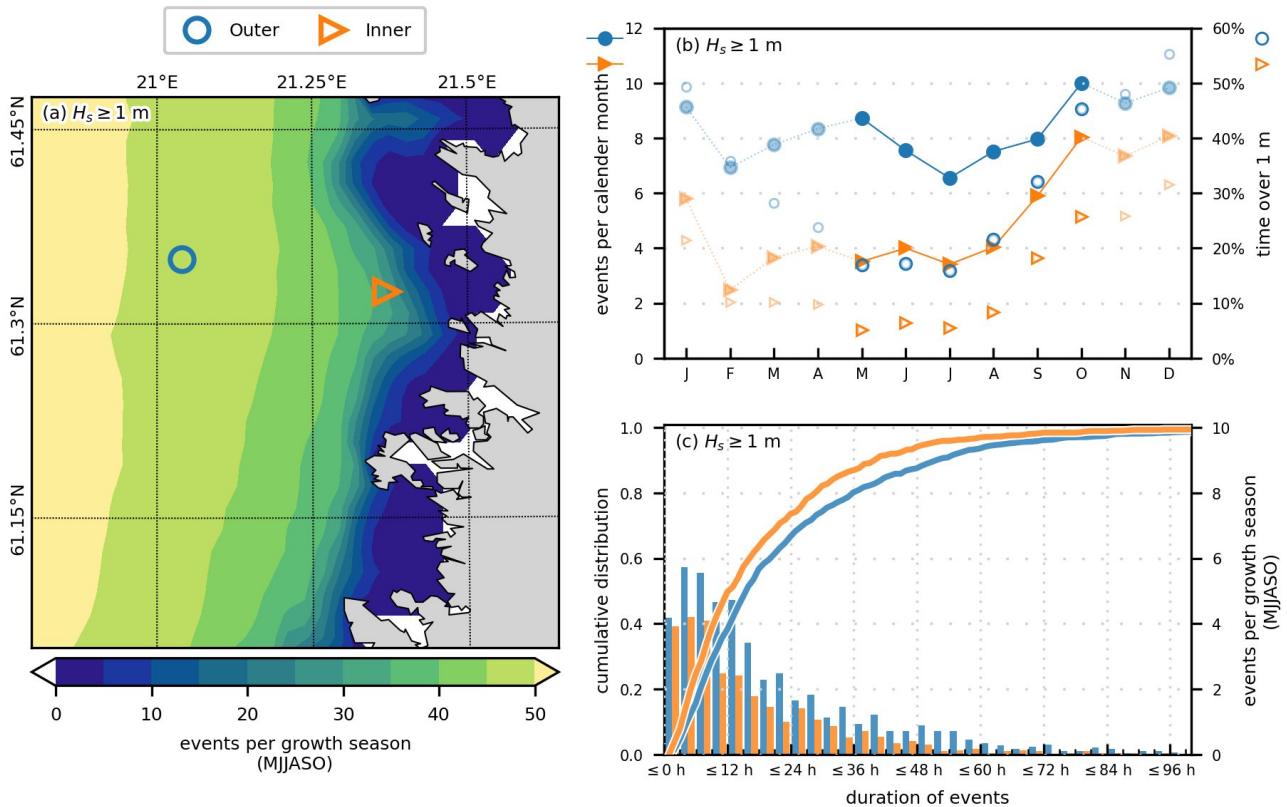 Outer Inner
21°E 21.25°E 21.5°E
(a) Hₛ ≥ 1 m
61.45°N
61.3°N
61.15°N
0 10 20 30 40 50
events per growth season
(MJJASO)
(b) Hₛ ≥ 1 m
events per calender month
12
10
8
6
4
2
0
J F M A M J J A S O N D
60%
50%
40%
30%
20%
10%
0%
time over 1 m
(c) Hₛ ≥ 1 m
cumulative distribution
1.0
0.8
0.6
0.4
0.2
0.0
≤ 0 h ≤ 12 h ≤ 24 h ≤ 36 h ≤ 48 h ≤ 60 h ≤ 72 h ≤ 84 h ≤ 96 h
duration of events
10
8
6
4
2
0
events per growth season
(MJJASO)